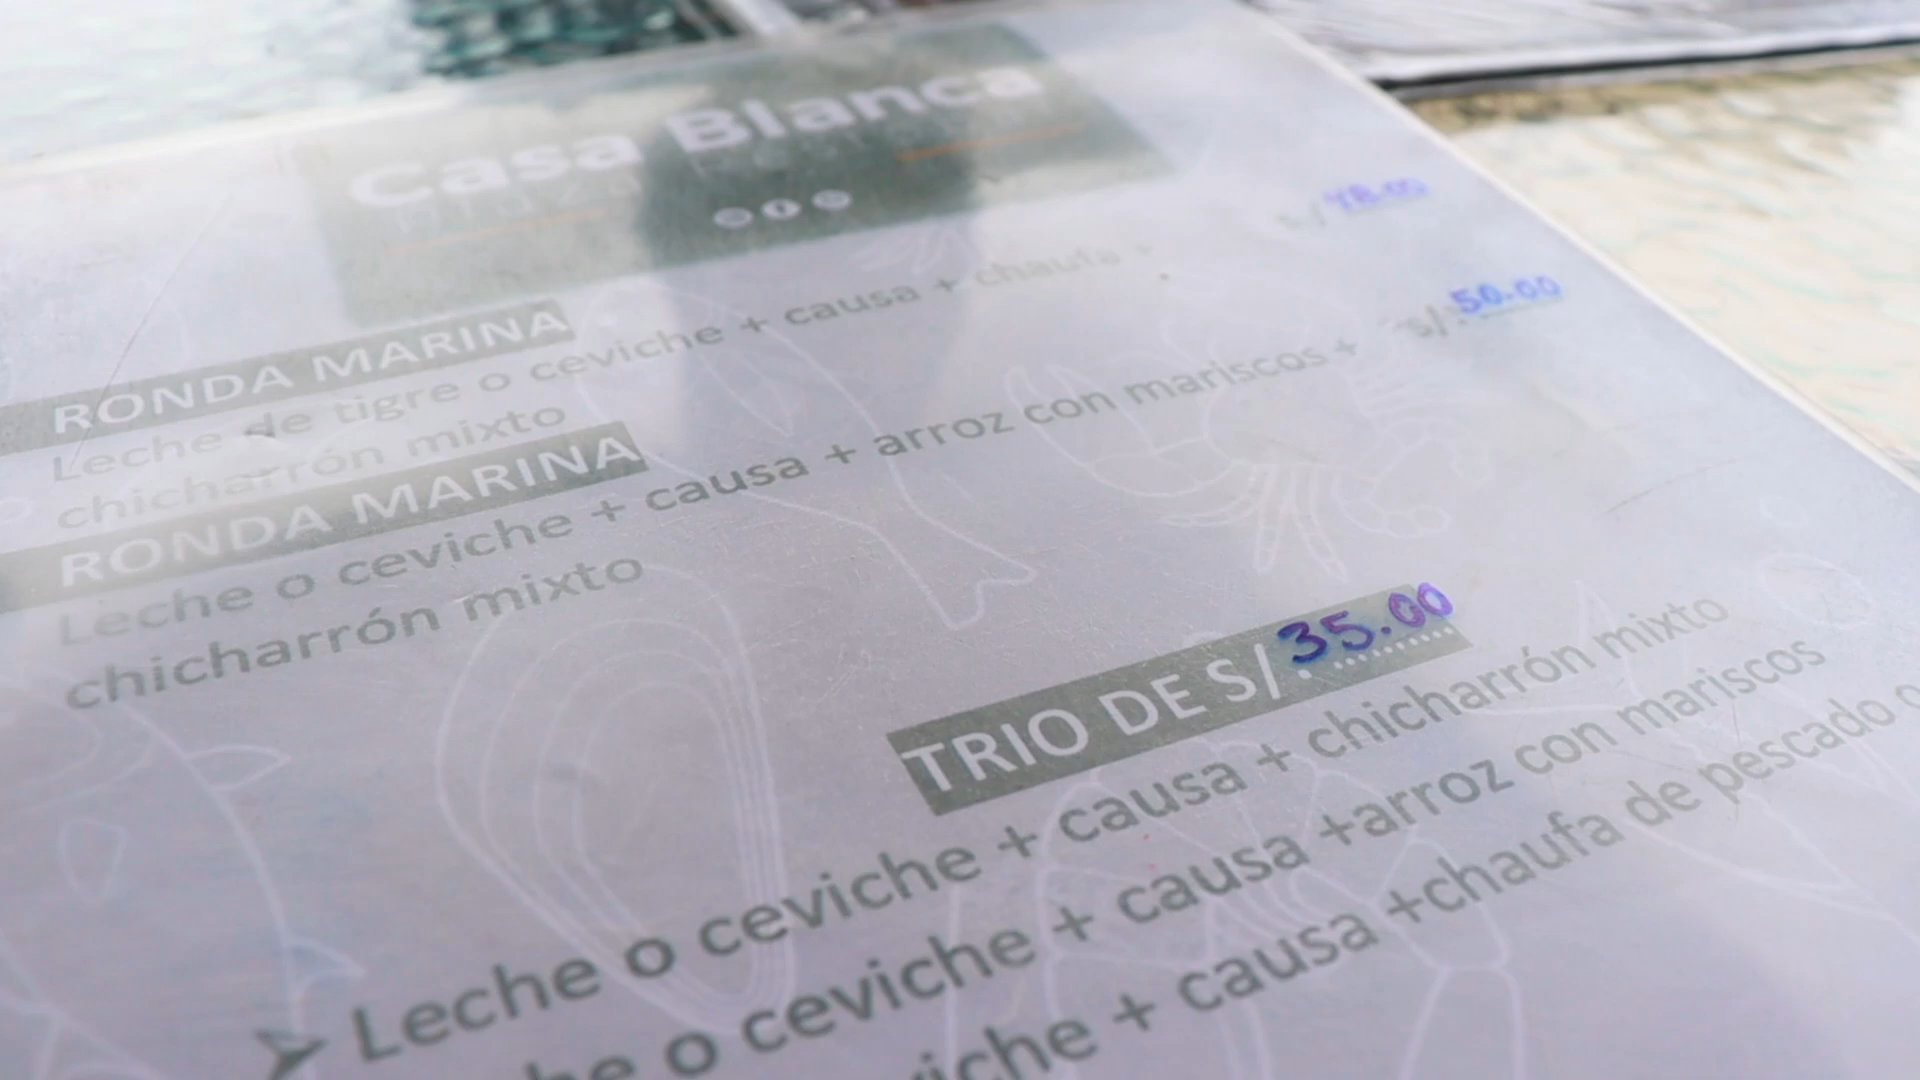 Casa Blanca
RONDA MARINA
Leche de tigre o ceviche + causa + chaufa + S/ 48.00
chicharrón mixto
RONDA MARINA
Leche o ceviche + causa + arroz con mariscos + S/. 50.00
chicharrón mixto
TRIO DE S/. 35.00
➤ Leche o ceviche + causa + chicharrón mixto
o ceviche + causa +arroz con mariscos
+ causa +chaufa de pescado o